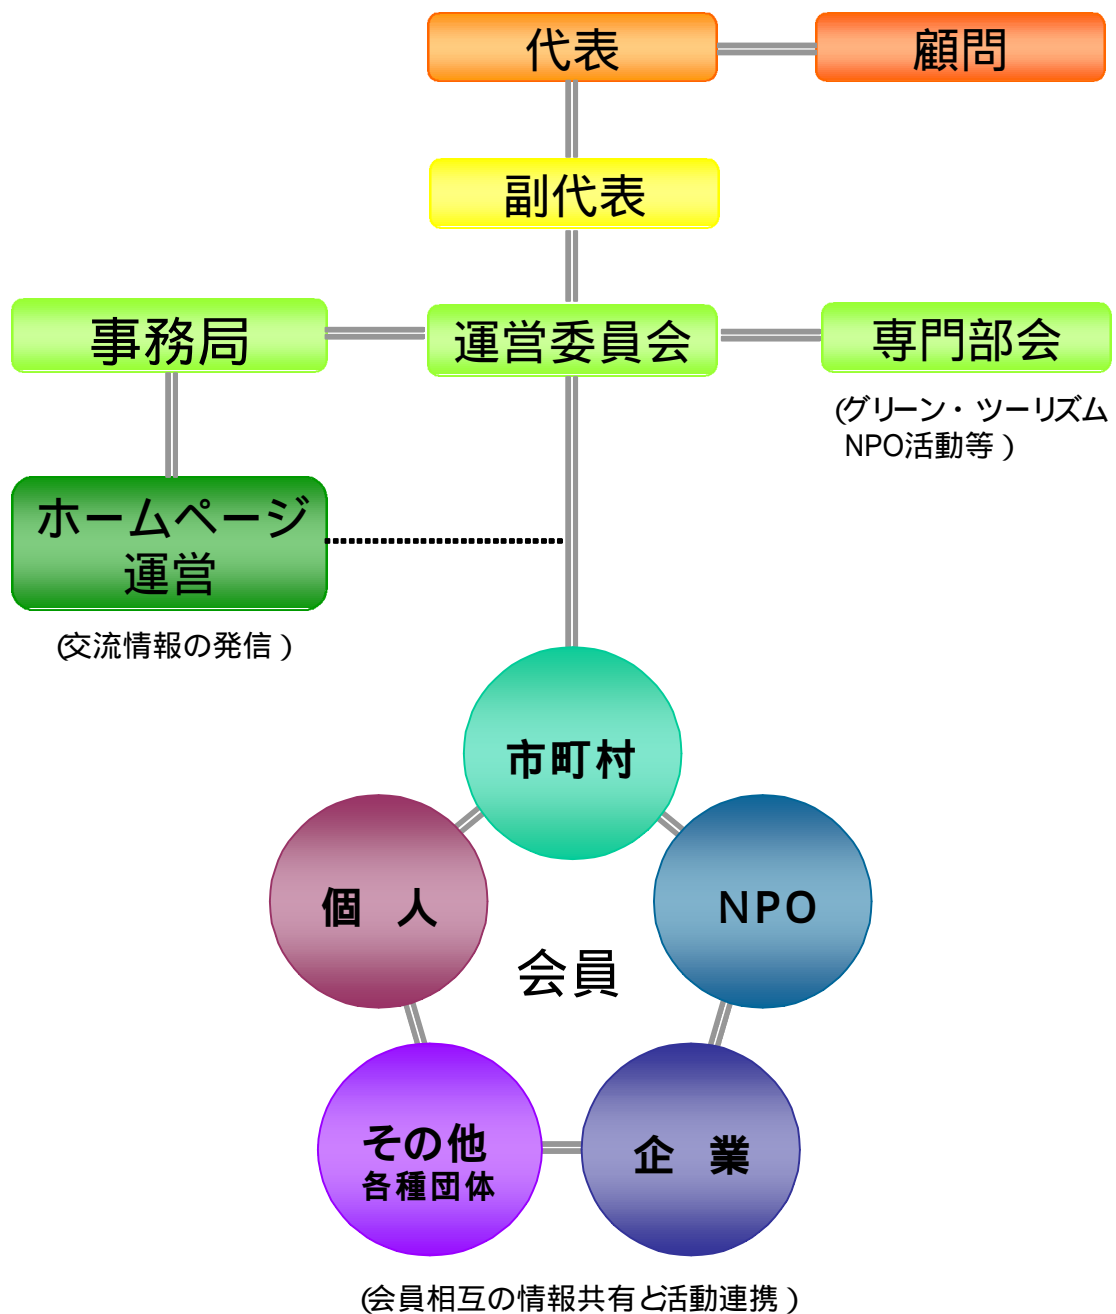 代表
顧問
副代表
事務局
運営委員会
専門部会
(グリーン・ツーリズム
NPO活動等)
ホームページ
運営
(交流情報の発信)
市町村
個 人
NPO
会員
その他
各種団体
企 業
(会員相互の情報共有と活動連携)